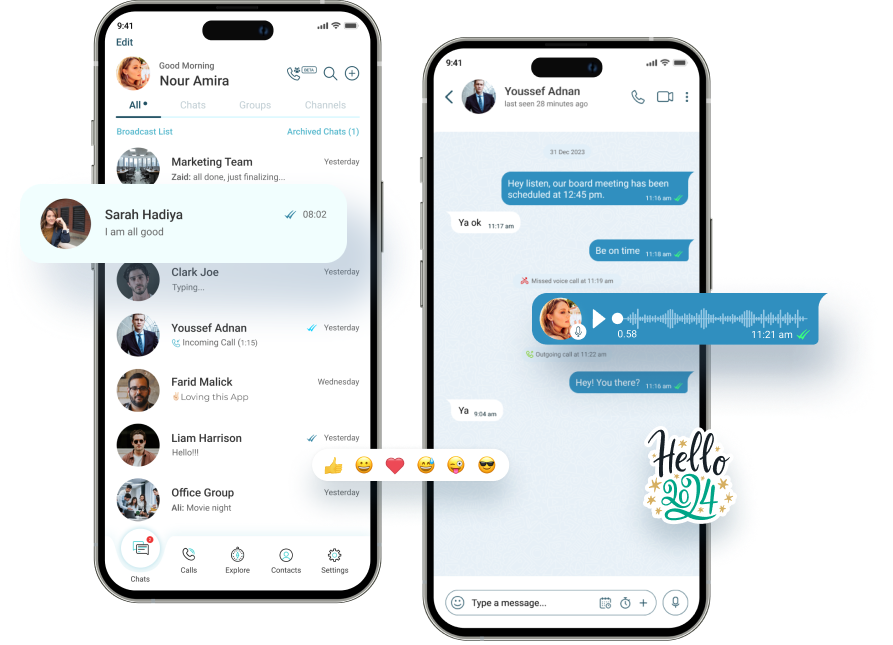 9:41
Edit
Good Morning
Nour Amira
BETA
All
Chats
Groups
Channels
Broadcast List
Archived Chats (1)
Marketing Team
Yesterday
Zaid: all done, just finalizing...
Sarah Hadiya
08:02
I am all good
Clark Joe
Yesterday
Typing...
Youssef Adnan
Yesterday
Incoming Call (1:15)
Farid Malick
Wednesday
Loving this App
Liam Harrison
Yesterday
Hello!!!
Office Group
Yesterday
Ali: Movie night
Chats
Calls
Explore
Contacts
Settings
9:41
Youssef Adnan
last seen 28 minutes ago
31 Dec 2023
Hey listen, our board meeting has been
scheduled at 12:45 pm.
11:16 am
Ya ok
11:17 am
Be on time
11:18 am
Missed voice call at 11:19 am
0.58
11:21 am
Outgoing call at 11:22 am
Hey! You there?
11:16 am
Ya
9:04 am
Hello
2024
Type a message...